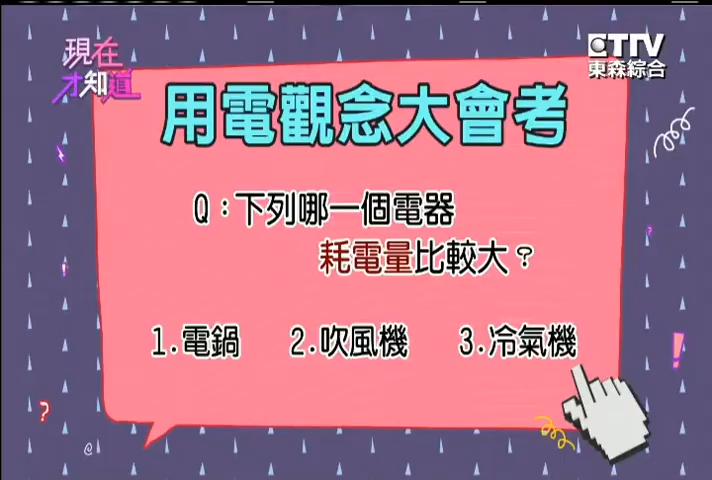 現在
才知道
ETTV
東森綜合
用電觀念大會考
Q：下列哪一個電器
耗電量比較大？
1.電鍋 2.吹風機 3.冷氣機